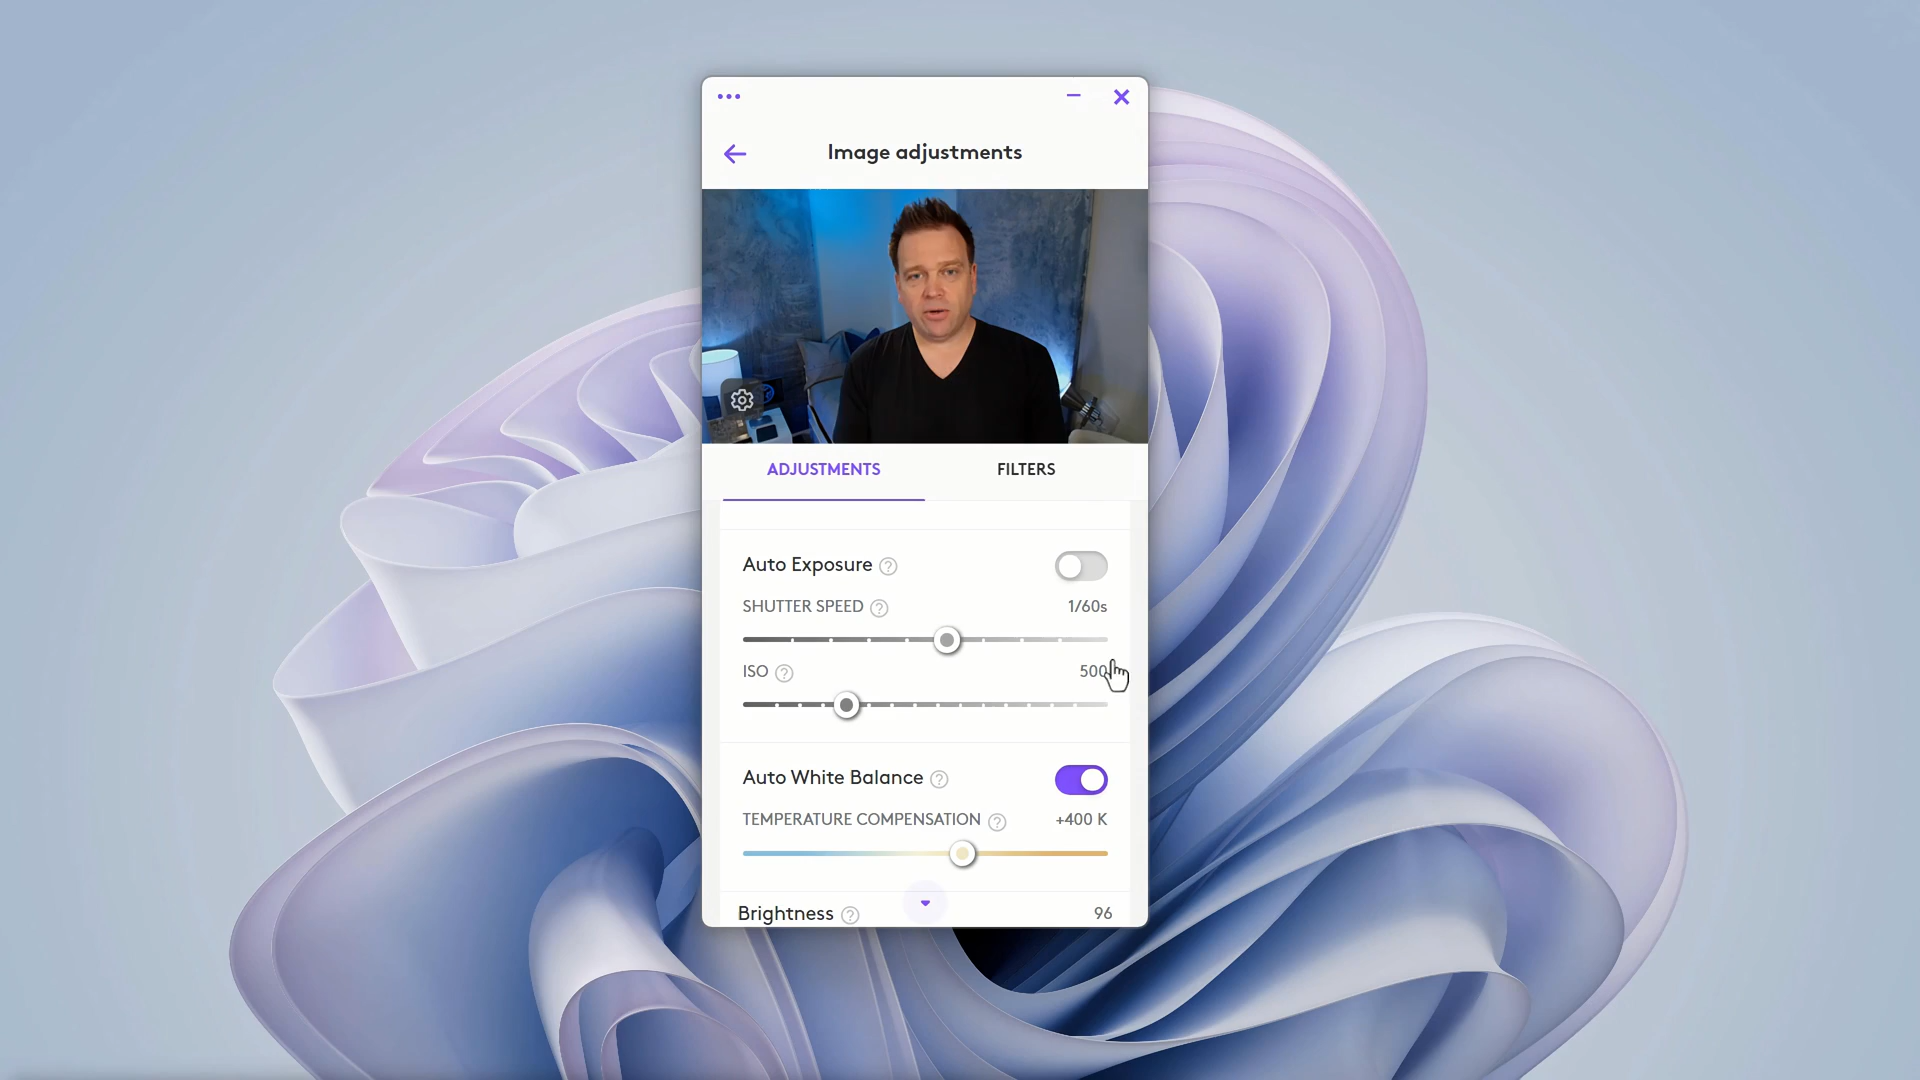 Image adjustments
ADJUSTMENTS FILTERS
Auto Exposure ?
SHUTTER SPEED ? 1/60s
ISO ? 500
Auto White Balance ?
TEMPERATURE COMPENSATION ? +400 K
Brightness ? 96